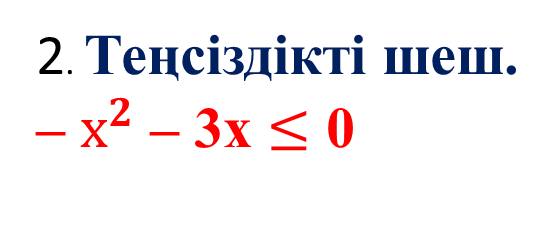 2. Теңсіздікті шеш.
– x² – 3x ≤ 0